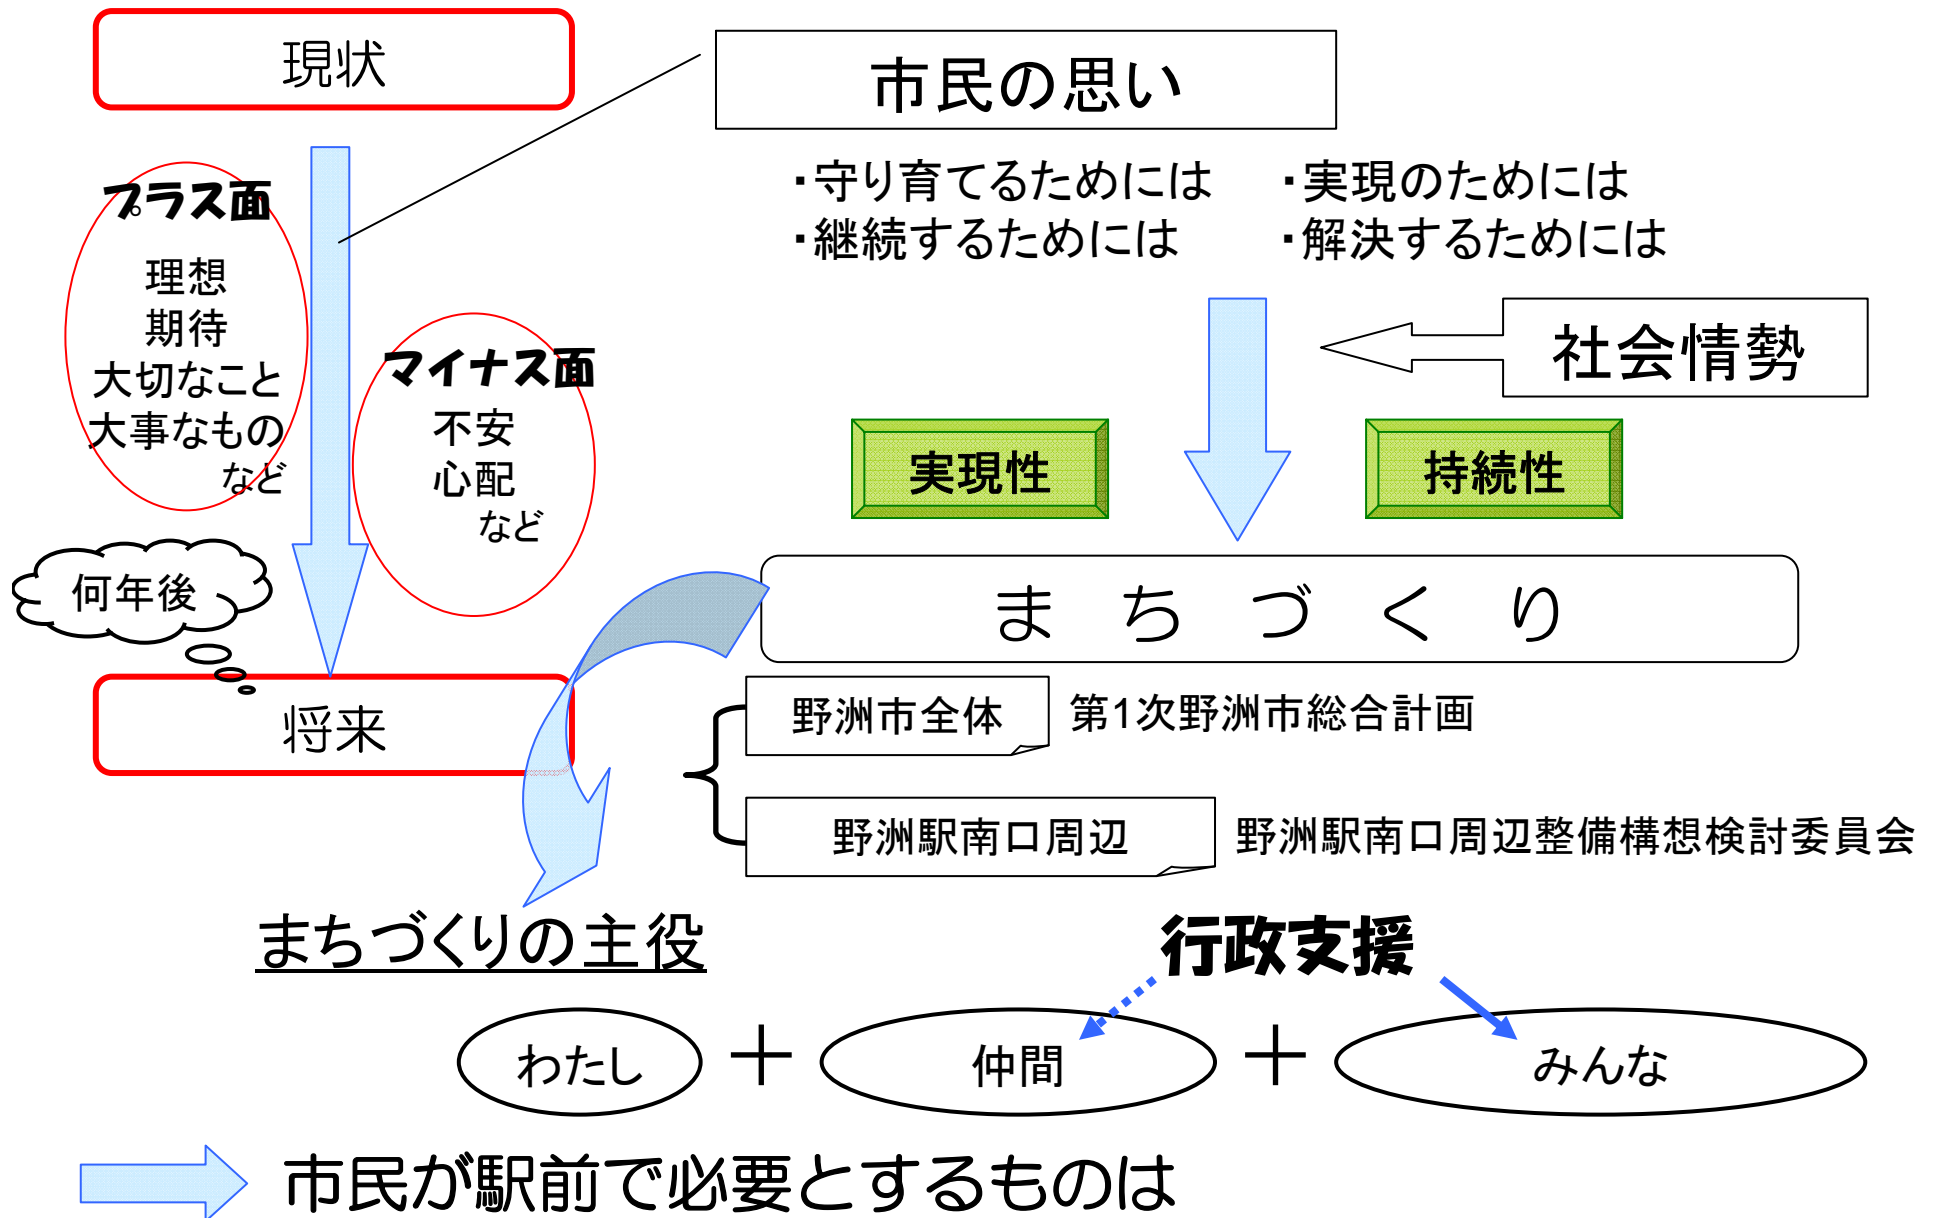 現状
市民の思い
・守り育てるためには
・実現のためには
・継続するためには
・解決するためには
プラス面
理想
期待
大切なこと
大事なもの
など
マイナス面
不安
心配
など
社会情勢
実現性
持続性
何年後
まちづくり
将来
野洲市全体
第1次野洲市総合計画
野洲駅南口周辺
野洲駅南口周辺整備構想検討委員会
まちづくりの主役
行政支援
わたし
＋
仲間
＋
みんな
市民が駅前で必要とするものは